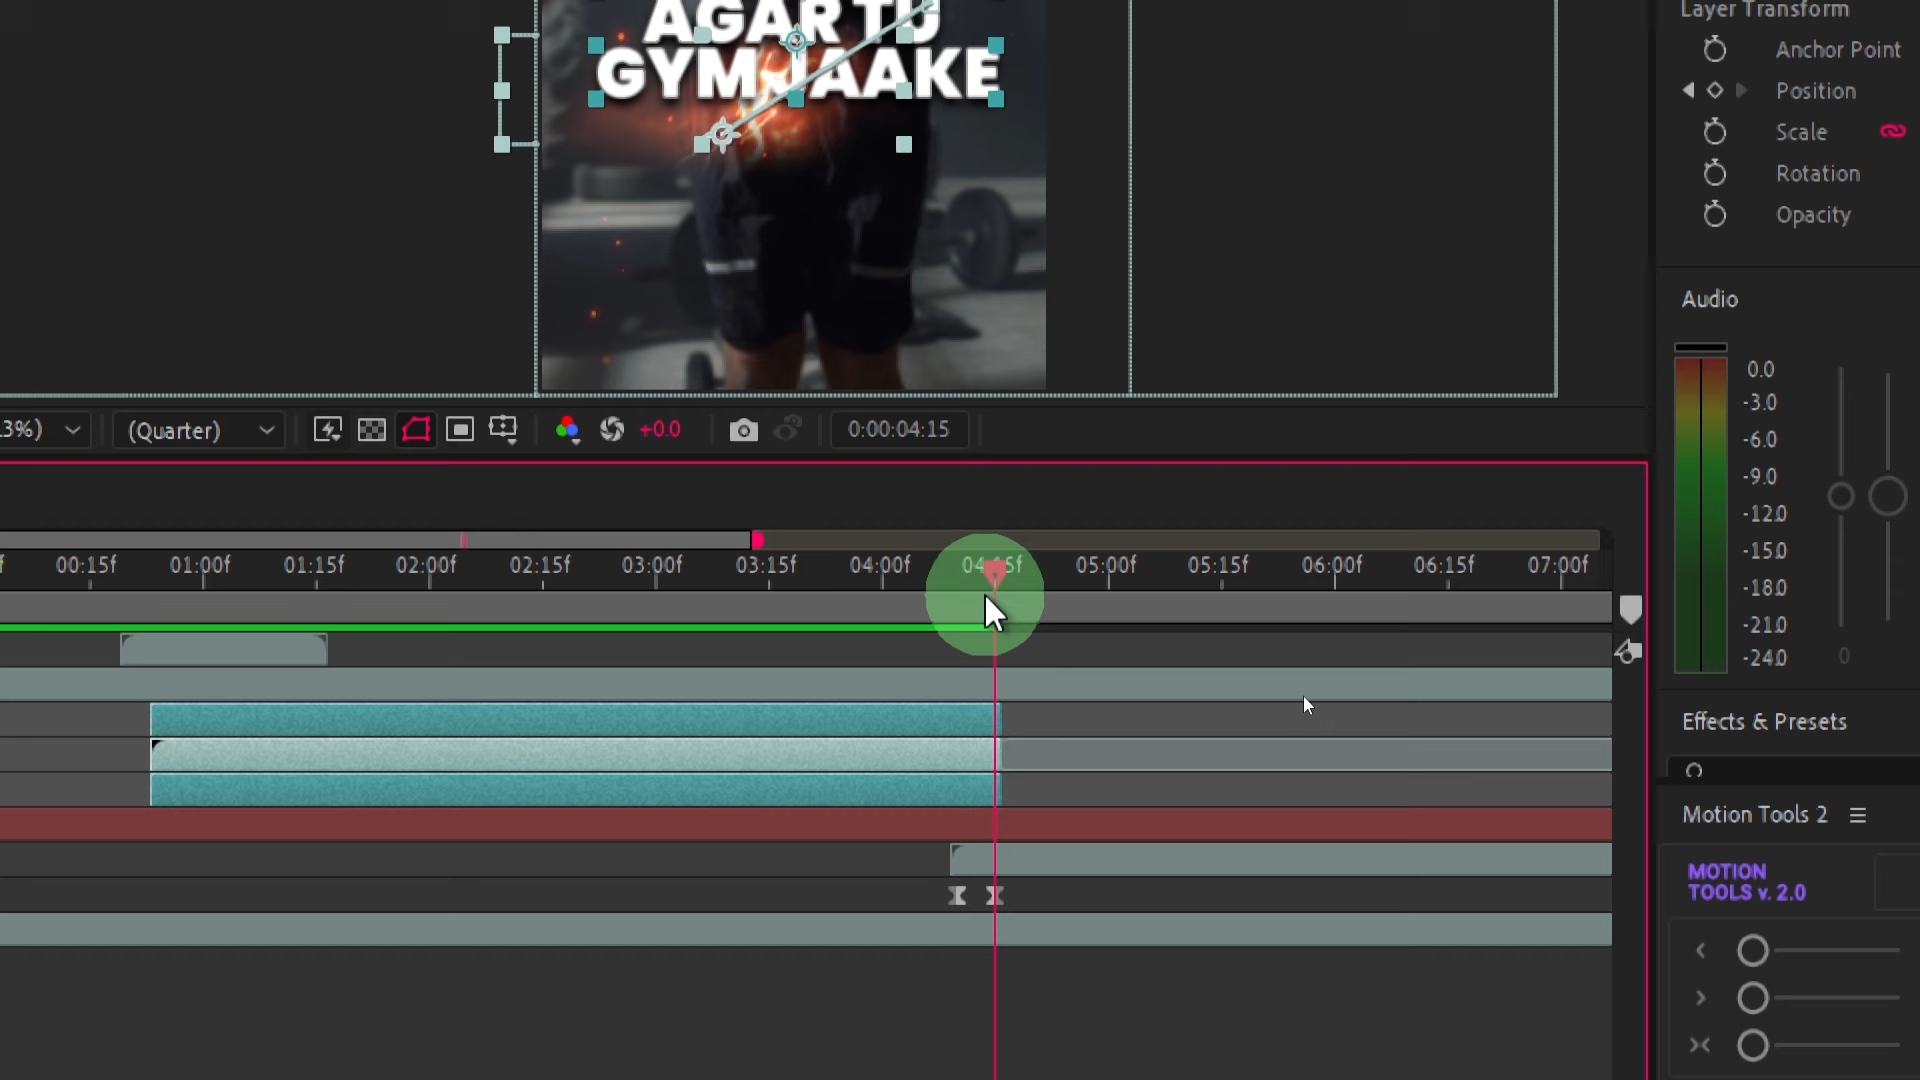 AGAR TU
GYM JAAKE
Layer Transform
Anchor Point
Position
Scale
Rotation
Opacity
Audio
0.0
-3.0
-6.0
-9.0
-12.0
-15.0
-18.0
-21.0
-24.0
0
.3%)
(Quarter)
+0.0
0:00:04:15
f
00:15f
01:00f
01:15f
02:00f
02:15f
03:00f
03:15f
04:00f
04:15f
05:00f
05:15f
06:00f
06:15f
07:00f
Effects & Presets
Motion Tools 2
MOTION
TOOLS v. 2.0